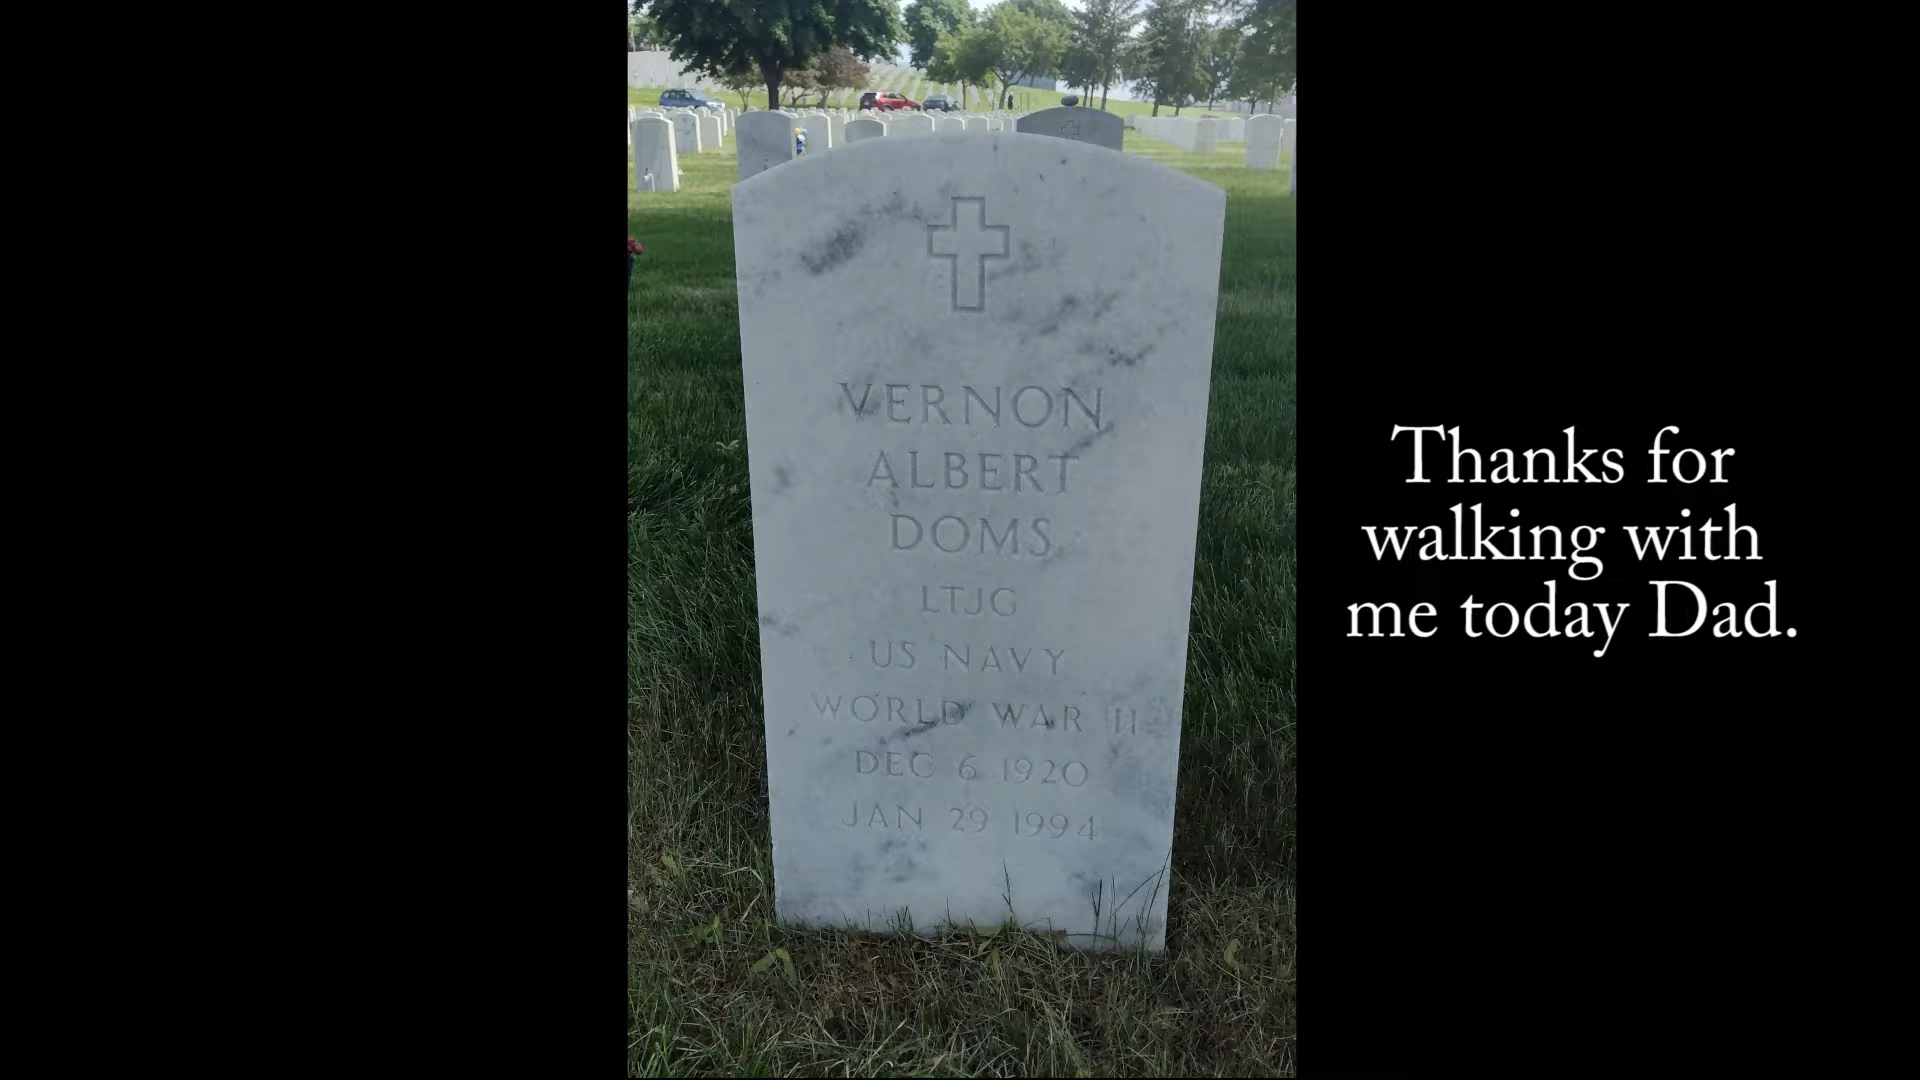 VERNON
ALBERT
DOMS
LTJG
US NAVY
WORLD WAR II
DEC 6 1920
JAN 29 1994
Thanks for
walking with
me today Dad.